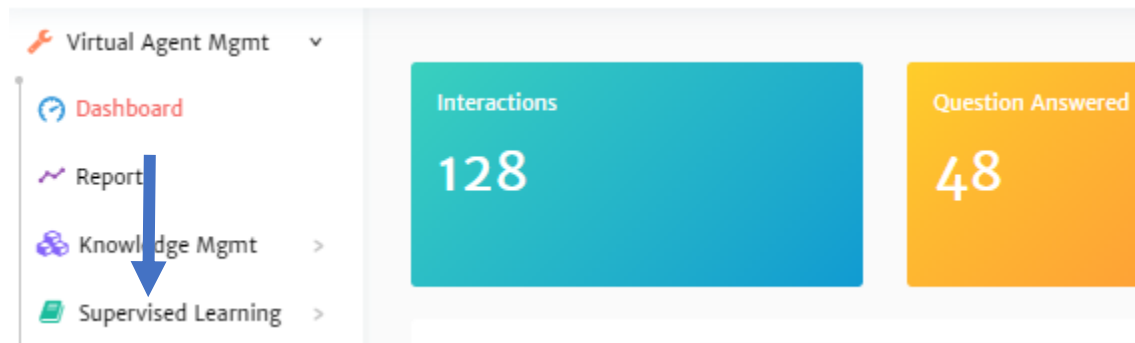 Virtual Agent Mgmt
Dashboard
Report
Knowledge Mgmt
Supervised Learning
Interactions
128
Question Answered
48